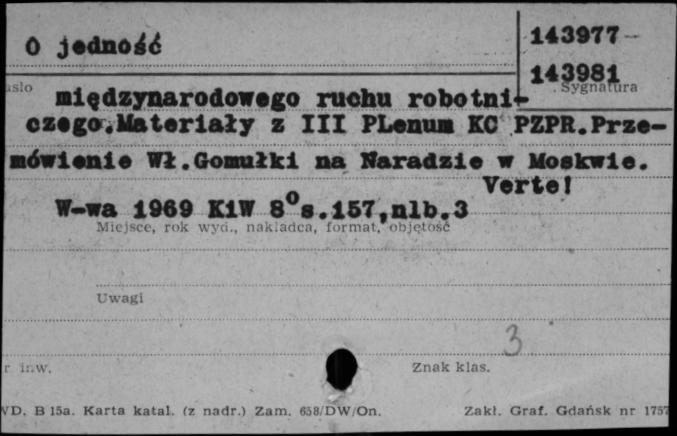 O jedność
143977-
143981
Sygnatura
międzynarodowego ruchu robotni-
czego.Materiały z III PLenum KC PZPR.Prze-
mówienie Wł.Gomułki na Naradzie w Moskwie.
Verte!
W-wa 1969 KiW 8⁰s.157,nlb.3
Miejsce, rok wyd., nakładca, format, objętość
Uwagi
3
inw.
Znak klas.
B 15a. Karta katal. (z nadr.) Zam. 658/DW/On.
Zakł. Graf. Gdańsk nr 1757